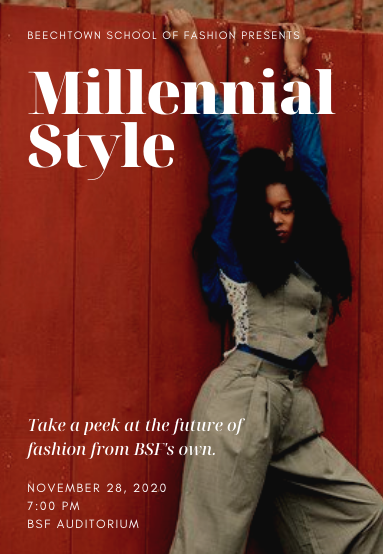 BEECHTOWN SCHOOL OF FASHION PRESENTS
Millennial
Style
Take a peek at the future of
fashion from BSF's own.
NOVEMBER 28, 2020
7:00 PM
BSF AUDITORIUM